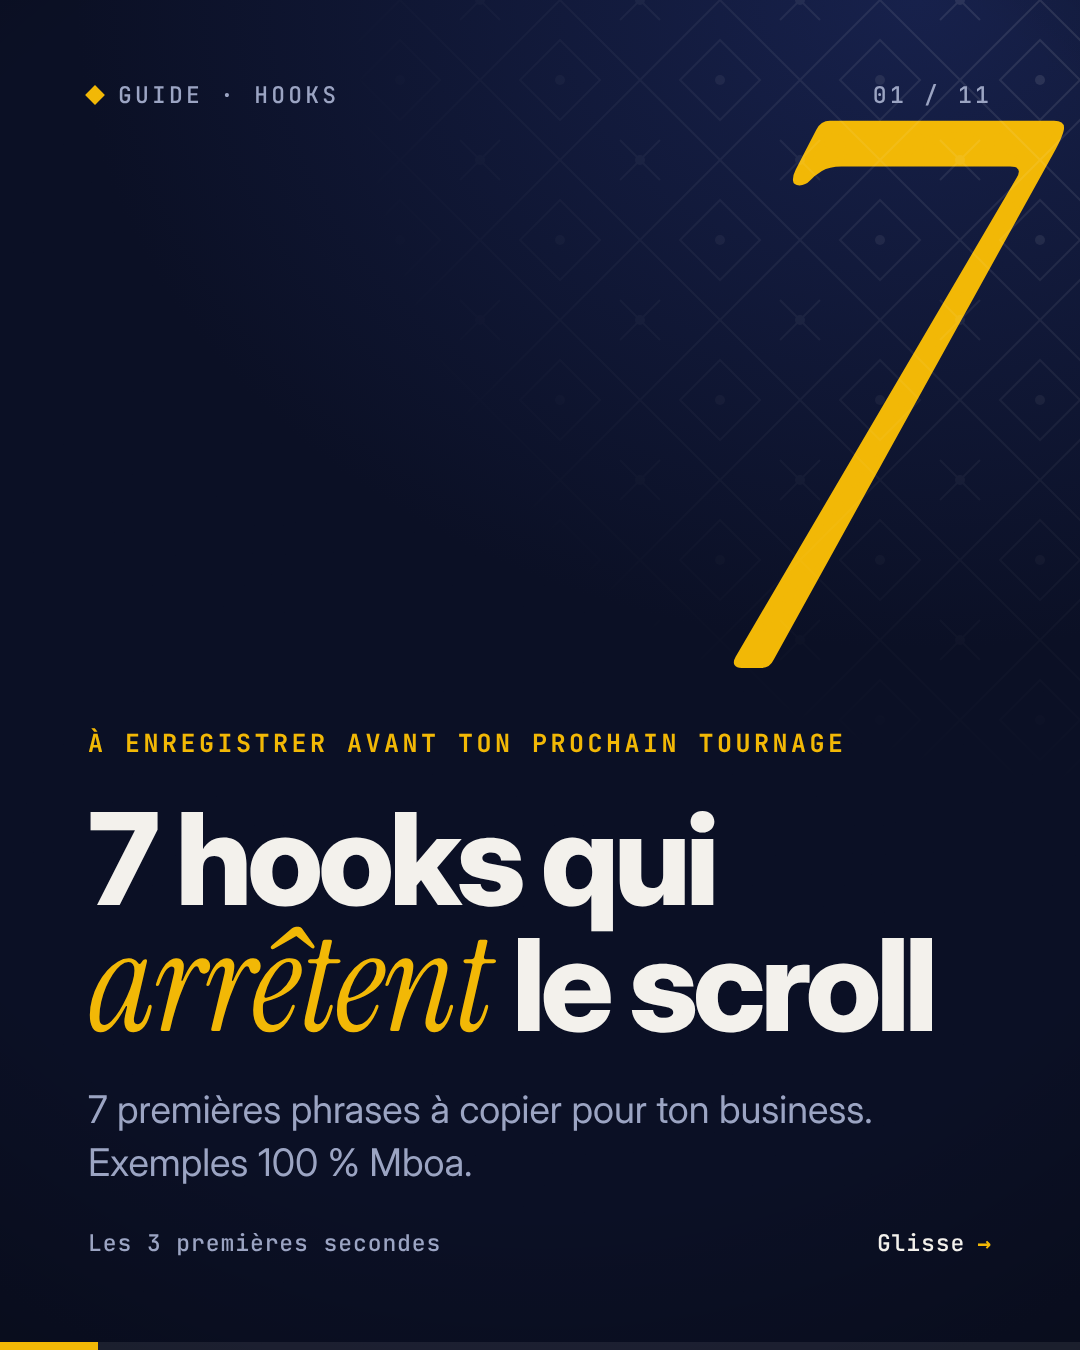 GUIDE · HOOKS
01 / 11
7
À ENREGISTRER AVANT TON PROCHAIN TOURNAGE
7 hooks qui
arrêtent le scroll
7 premières phrases à copier pour ton business.
Exemples 100 % Mboa.
Les 3 premières secondes
Glisse →